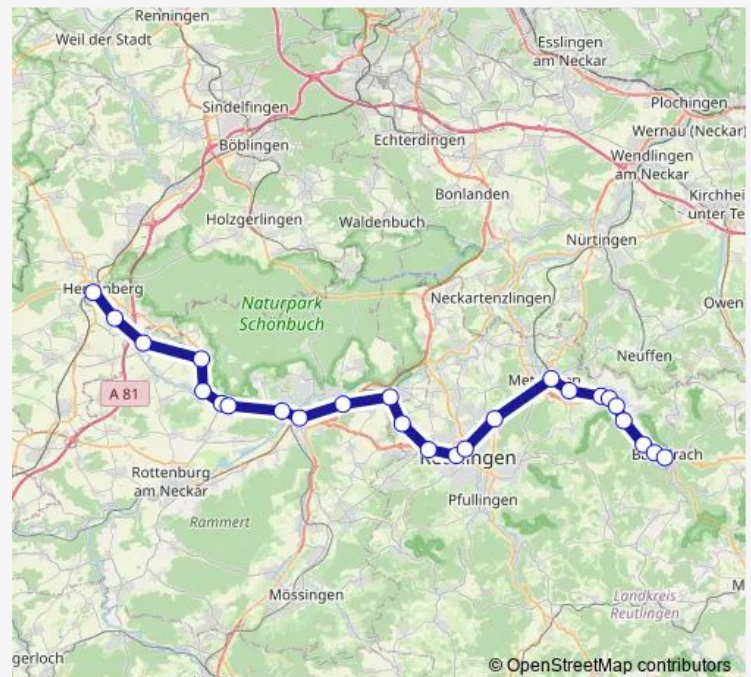 Renningen
Weil der Stadt
Esslingen
am Neckar
Sindelfingen
Plochingen
Böblingen
Echterdingen
Wernau (Neckar)
Wendlingen
am Neckar
Bonlanden
Kirchhei
unter Te
Holzgerlingen
Waldenbuch
Nürtingen
Naturpark
Schönbuch
Neckartenzlingen
Owen
Neuffen
A 81
Rottenburg
am Neckar
Pfullingen
Rammert
Mössingen
Landkreis
Reutlingen
gerloch
© OpenStreetMap contributors